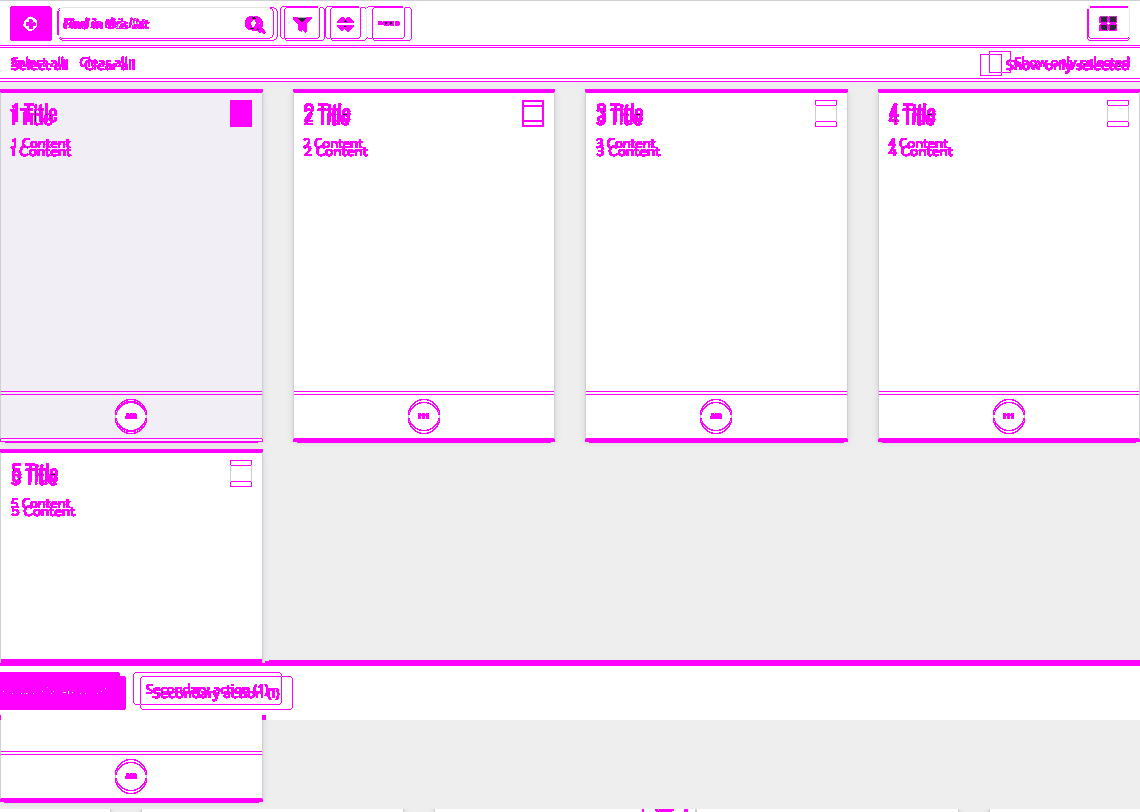 Find in this list
Select all Clear all Show only selected
1 Title 2 Title 3 Title 4 Title
1 Content 2 Content 3 Content 4 Content
5 Title
5 Content
Secondary action (1)